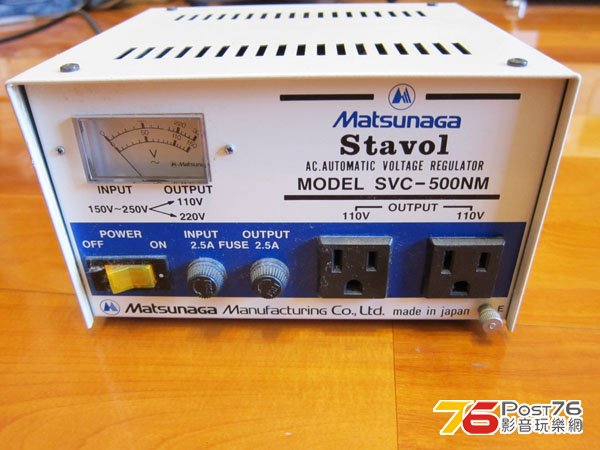 Matsunaga
Stavol
AC.AUTOMATIC VOLTAGE REGULATOR
MODEL SVC-500NM
V
Matsunaga
INPUT OUTPUT
150V~250V 110V
220V
OUTPUT
110V 110V
POWER
OFF ON
INPUT OUTPUT
2.5A FUSE 2.5A
Matsunaga Manufacturing Co., Ltd. made in japan
E
76 POST76
影音玩樂網